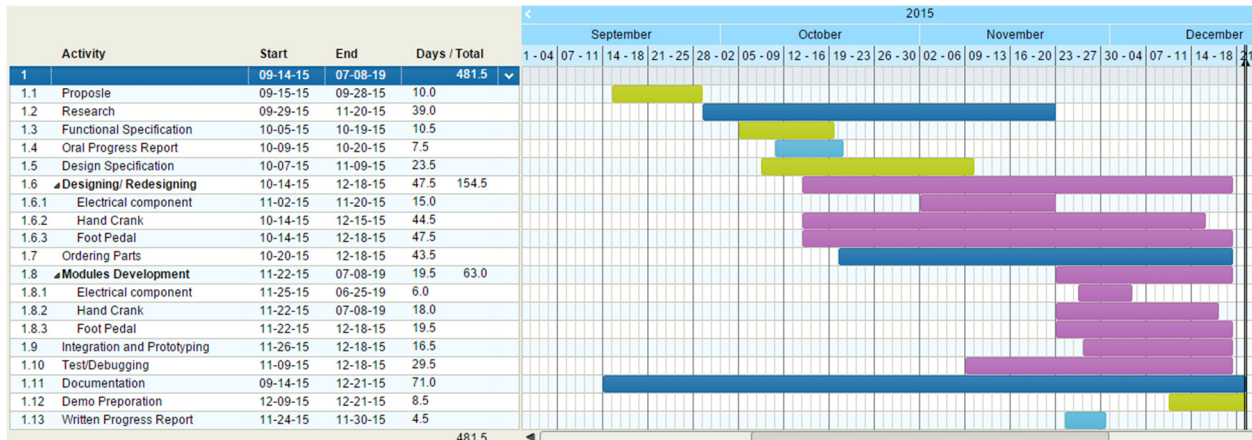 2015
September October November December
Activity Start End Days / Total 1 - 04 07 - 11 14 - 18 21 - 25 28 - 02 05 - 09 12 - 16 19 - 23 26 - 30 02 - 06 09 - 13 16 - 20 23 - 27 30 - 04 07 - 11 14 - 18 21
1 09-14-15 07-08-19 481.5
1.1 Proposle 09-15-15 09-28-15 10.0
1.2 Research 09-29-15 11-20-15 39.0
1.3 Functional Specification 10-05-15 10-19-15 10.5
1.4 Oral Progress Report 10-09-15 10-20-15 7.5
1.5 Design Specification 10-07-15 11-09-15 23.5
1.6 Designing/ Redesigning 10-14-15 12-18-15 47.5 154.5
1.6.1 Electrical component 11-02-15 11-20-15 15.0
1.6.2 Hand Crank 10-14-15 12-15-15 44.5
1.6.3 Foot Pedal 10-14-15 12-18-15 47.5
1.7 Ordering Parts 10-20-15 12-18-15 43.5
1.8 Modules Development 11-22-15 07-08-19 19.5 63.0
1.8.1 Electrical component 11-25-15 06-25-19 6.0
1.8.2 Hand Crank 11-22-15 07-08-19 18.0
1.8.3 Foot Pedal 11-22-15 12-18-15 19.5
1.9 Integration and Prototyping 11-26-15 12-18-15 16.5
1.10 Test/Debugging 11-09-15 12-18-15 29.5
1.11 Documentation 09-14-15 12-21-15 71.0
1.12 Demo Preporation 12-09-15 12-21-15 8.5
1.13 Written Progress Report 11-24-15 11-30-15 4.5
481.5